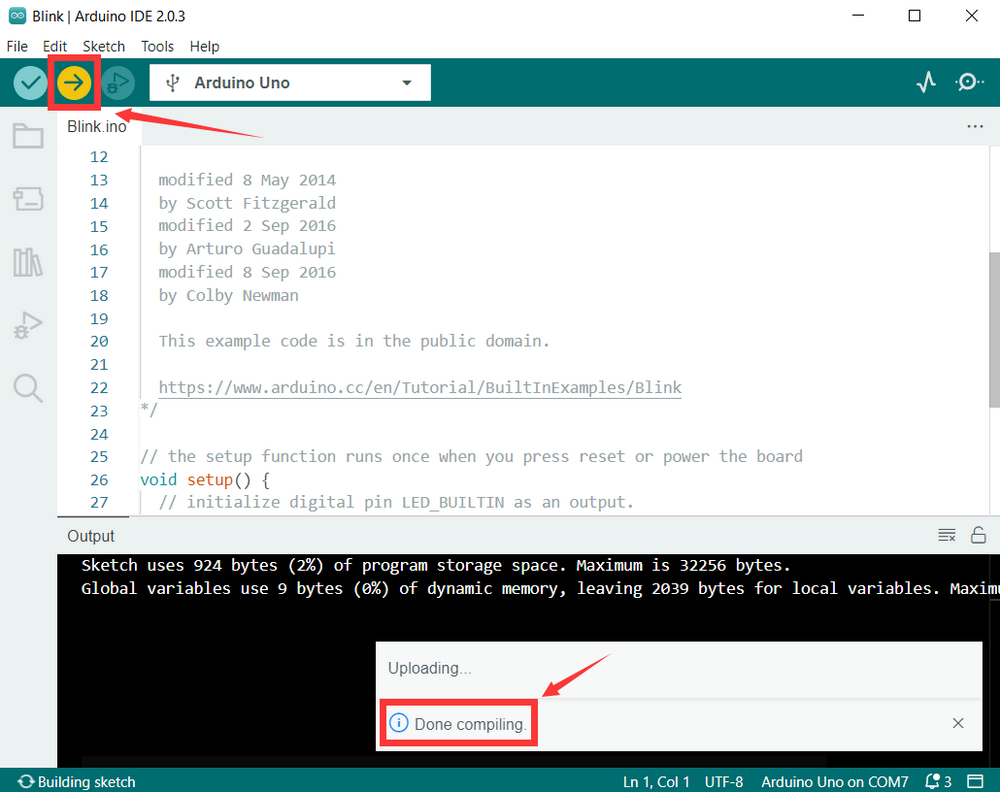 Blink | Arduino IDE 2.0.3
File Edit Sketch Tools Help
Arduino Uno
Blink.ino
12
13 modified 8 May 2014
14 by Scott Fitzgerald
15 modified 2 Sep 2016
16 by Arturo Guadalupi
17 modified 8 Sep 2016
18 by Colby Newman
19
20 This example code is in the public domain.
21
22 https://www.arduino.cc/en/Tutorial/BuiltInExamples/Blink
23 */
24
25 // the setup function runs once when you press reset or power the board
26 void setup() {
27 // initialize digital pin LED_BUILTIN as an output.
Output
Sketch uses 924 bytes (2%) of program storage space. Maximum is 32256 bytes.
Global variables use 9 bytes (0%) of dynamic memory, leaving 2039 bytes for local variables. Maxim
Uploading...
Done compiling.
Building sketch Ln 1, Col 1 UTF-8 Arduino Uno on COM7 3